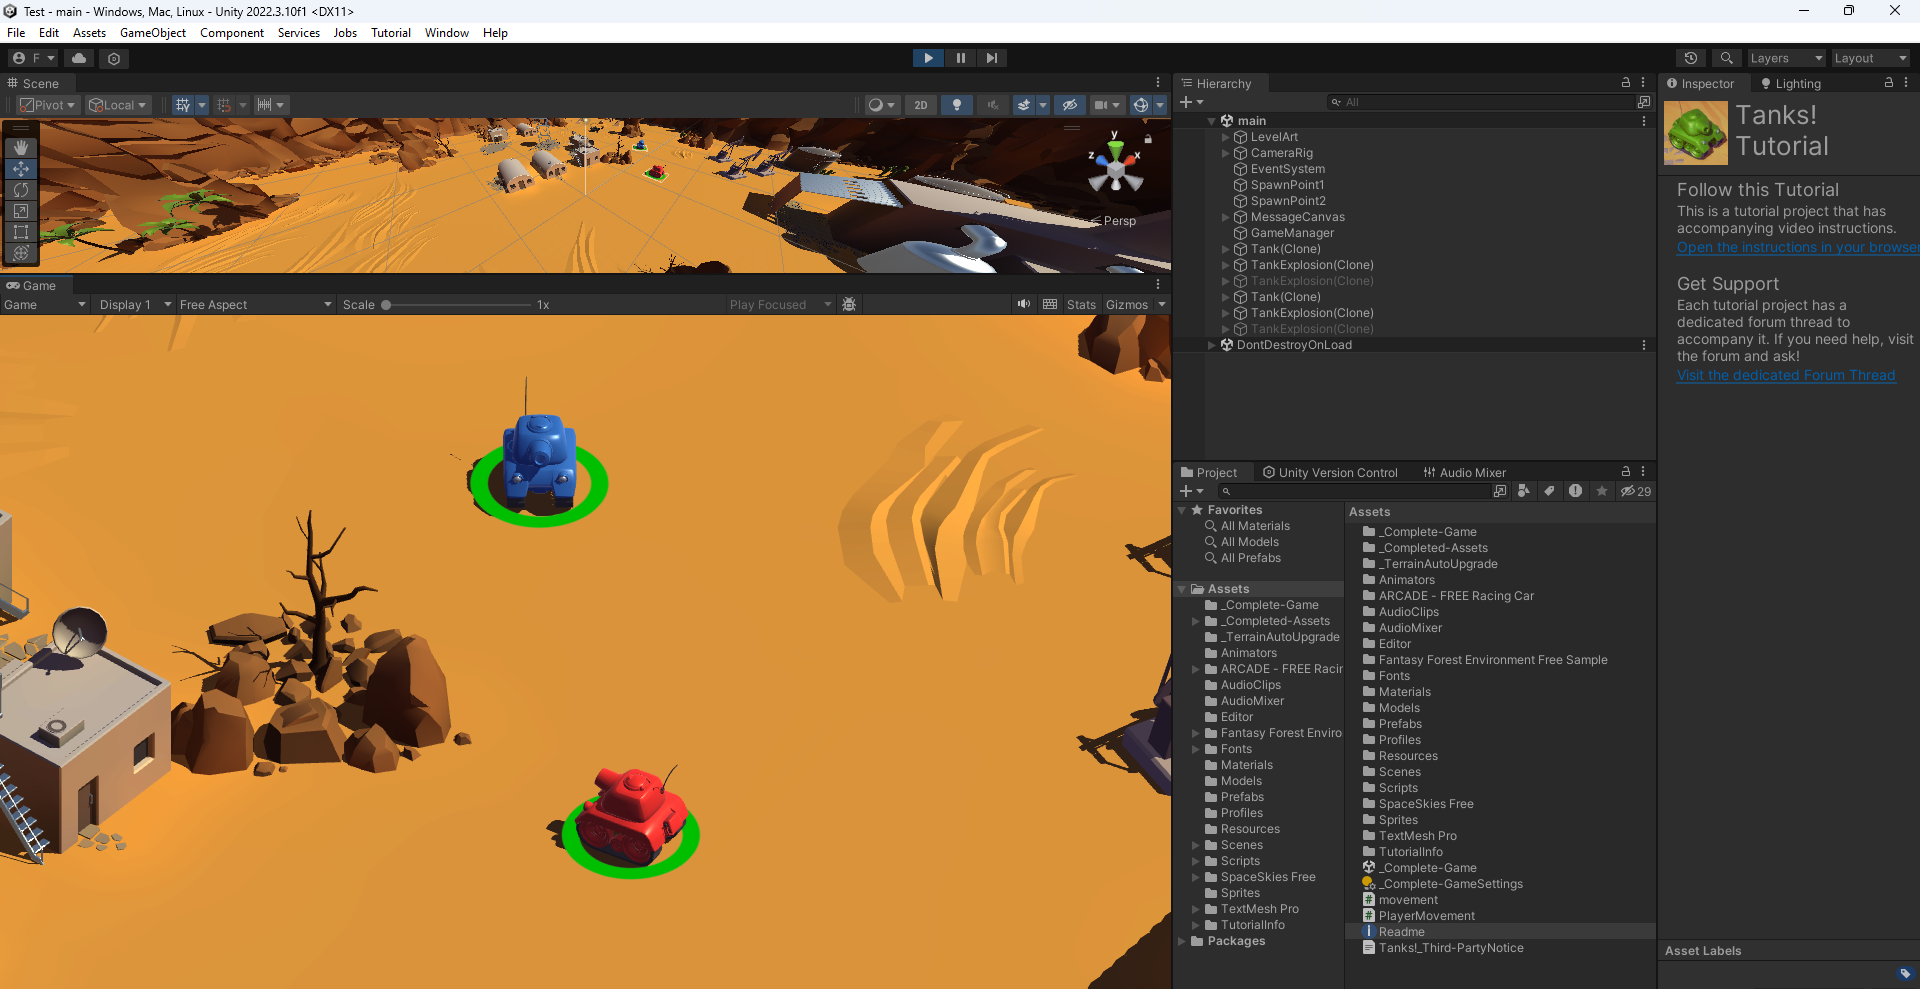 Test - main - Windows, Mac, Linux - Unity 2022.3.10f1 <DX11>
File Edit Assets GameObject Component Services Jobs Tutorial Window Help
F Layers Layout
Scene
Pivot Local 2D
y
z x
Persp
Game
Game Display 1 Free Aspect Scale 1x Play Focused Stats Gizmos
Hierarchy
All
main
LevelArt
CameraRig
EventSystem
SpawnPoint1
SpawnPoint2
MessageCanvas
GameManager
Tank(Clone)
TankExplosion(Clone)
TankExplosion(Clone)
Tank(Clone)
TankExplosion(Clone)
TankExplosion(Clone)
DontDestroyOnLoad
Project Unity Version Control Audio Mixer
29
Favorites
All Materials
All Models
All Prefabs
Assets
_Complete-Game
_Completed-Assets
_TerrainAutoUpgrade
Animators
ARCADE - FREE Racin
AudioClips
AudioMixer
Editor
Fantasy Forest Enviro
Fonts
Materials
Models
Prefabs
Profiles
Resources
Scenes
Scripts
SpaceSkies Free
Sprites
TextMesh Pro
TutorialInfo
Packages
Assets
_Complete-Game
_Completed-Assets
_TerrainAutoUpgrade
Animators
ARCADE - FREE Racing Car
AudioClips
AudioMixer
Editor
Fantasy Forest Environment Free Sample
Fonts
Materials
Models
Prefabs
Profiles
Resources
Scenes
Scripts
SpaceSkies Free
Sprites
TextMesh Pro
TutorialInfo
_Complete-Game
_Complete-GameSettings
movement
PlayerMovement
Readme
Tanks!_Third-PartyNotice
Inspector Lighting
Tanks!
Tutorial
Follow this Tutorial
This is a tutorial project that has
accompanying video instructions.
Open the instructions in your browser
Get Support
Each tutorial project has a
dedicated forum thread to
accompany it. If you need help, visit
the forum and ask!
Visit the dedicated Forum Thread
Asset Labels